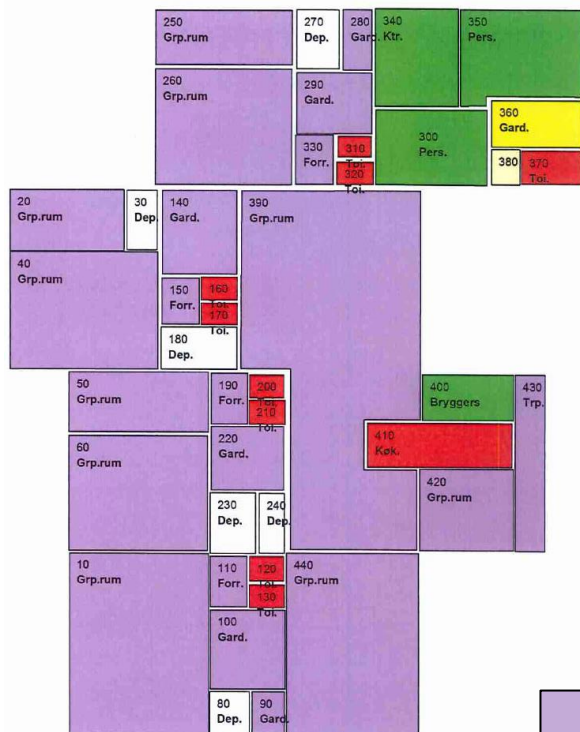 250
Grp.rum
270
Dep.
280
Gard.
340
Ktr.
350
Pers.
260
Grp.rum
290
Gard.
360
Gard.
300
Pers.
330
Forr.
310
Toi.
320
Toi.
380
370
Toi.
20
Grp.rum
30
Dep.
140
Gard.
390
Grp.rum
40
Grp.rum
150
Forr.
160
Toi.
170
Toi.
180
Dep.
50
Grp.rum
190
Forr.
200
Toi.
210
Toi.
400
Bryggers
430
Trp.
60
Grp.rum
220
Gard.
410
Køk.
420
Grp.rum
230
Dep.
240
Dep.
10
Grp.rum
110
Forr.
120
Toi.
130
Toi.
440
Grp.rum
100
Gard.
80
Dep.
90
Gard.